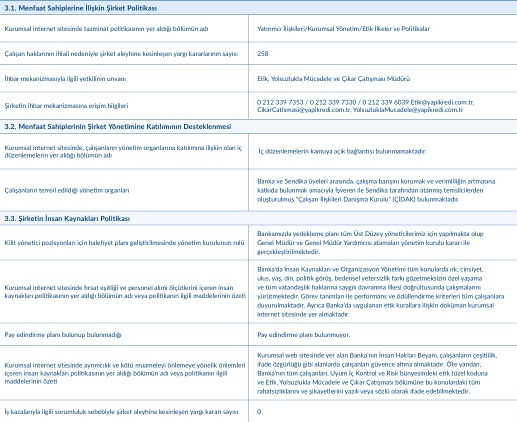 3.1. Menfaat Sahiplerine İlişkin Şirket Politikası
Kurumsal internet sitesinde tazminat politikasının yer aldığı bölümün adı
Yatırımcı İlişkileri/Kurumsal Yönetim/Etik İlkeler ve Politikalar
Çalışan haklarının ihlali nedeniyle şirket aleyhine kesinleşen yargı kararlarının sayısı
258
İhbar mekanizmasıyla ilgili yetkilinin unvanı
Etik, Yolsuzlukla Mücadele ve Çıkar Çatışması Müdürü
Şirketin ihbar mekanizmasına erişim bilgileri
0 212 339 7353 / 0 212 339 7330 / 0 212 339 6039 Etik@yapikredi.com.tr,
CikarCatismasi@yapikredi.com.tr, YolsuzluklaMucadele@yapikredi.com.tr
3.2. Menfaat Sahiplerinin Şirket Yönetimine Katılımının Desteklenmesi
Kurumsal internet sitesinde, çalışanların yönetim organlarına katılımına ilişkin olan iç
düzenlemelerin yer aldığı bölümün adı
İç düzenlemelerin kamuya açık bağlantısı bulunmamaktadır.
Çalışanların temsil edildiği yönetim organları
Banka ve Sendika üyeleri arasında, çalışma barışını korumak ve verimliliğin artmasına
katkıda bulunmak amacıyla İşveren ile Sendika tarafından atanmış temsilcilerden
oluşturulmuş "Çalışan İlişkileri Danışma Kurulu" (ÇİDAK) bulunmaktadır.
3.3. Şirketin İnsan Kaynakları Politikası
Kilit yönetici pozisyonları için halefiyet planı geliştirilmesinde yönetim kurulunun rolü
Bankamızda yedekleme planı tüm Üst Düzey yöneticilerimiz için yapılmakta olup
Genel Müdür ve Genel Müdür Yardımcısı atamaları yönetim kurulu kararı ile
gerçekleştirilmektedir.
Kurumsal internet sitesinde fırsat eşitliği ve personel alımı ölçütlerini içeren insan
kaynakları politikasının yer aldığı bölümün adı veya politikanın ilgili maddelerinin özeti
Banka'da İnsan Kaynakları ve Organizasyon Yönetimi tüm konularda ırk, cinsiyet,
ulus, yaş, din, politik görüş, bedensel yetersizlik farkı gözetmeksizin özel yaşama
ve tüm vatandaşlık haklarına saygılı davranma ilkesi doğrultusunda çalışmalarını
yürütmektedir. Görev tanımları ile performans ve ödüllendirme kriterleri tüm çalışanlara
duyurulmaktadır. Ayrıca Banka'da uygulanan etik kurallara ilişkin doküman kurumsal
internet sitesinde yer almaktadır.
Pay edindirme planı bulunup bulunmadığı
Pay edindirme planı bulunmuyor.
Kurumsal internet sitesinde ayrımcılık ve kötü muameleyi önlemeye yönelik önlemleri
içeren insan kaynakları politikasının yer aldığı bölümün adı veya politikanın ilgili
maddelerinin özeti
Kurumsal web sitesinde yer alan Banka'nın İnsan Hakları Beyanı, çalışanların çeşitlilik,
ifade özgürlüğü gibi alanlarda çalışanları güvence altına almaktadır. Öte yandan,
Banka'nın tüm çalışanları, Uyum İç Kontrol ve Risk bünyesindeki etik tüzel koduna
ve Etik, Yolsuzlukla Mücadele ve Çıkar Çatışması bölümüne bu konulardaki tüm
rahatsızlıklarını ve şikayetlerini yazılı veya sözlü olarak ifade edebilmektedir.
İş kazalarıyla ilgili sorumluluk sebebiyle şirket aleyhine kesinleşen yargı kararı sayısı
0